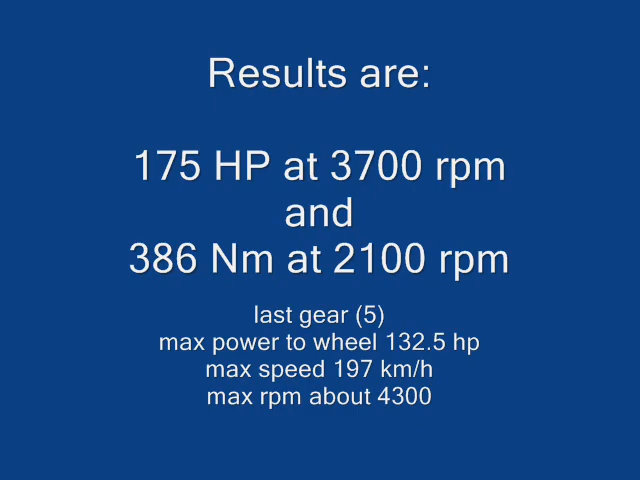 Results are:
175 HP at 3700 rpm
and
386 Nm at 2100 rpm
last gear (5)
max power to wheel 132.5 hp
max speed 197 km/h
max rpm about 4300